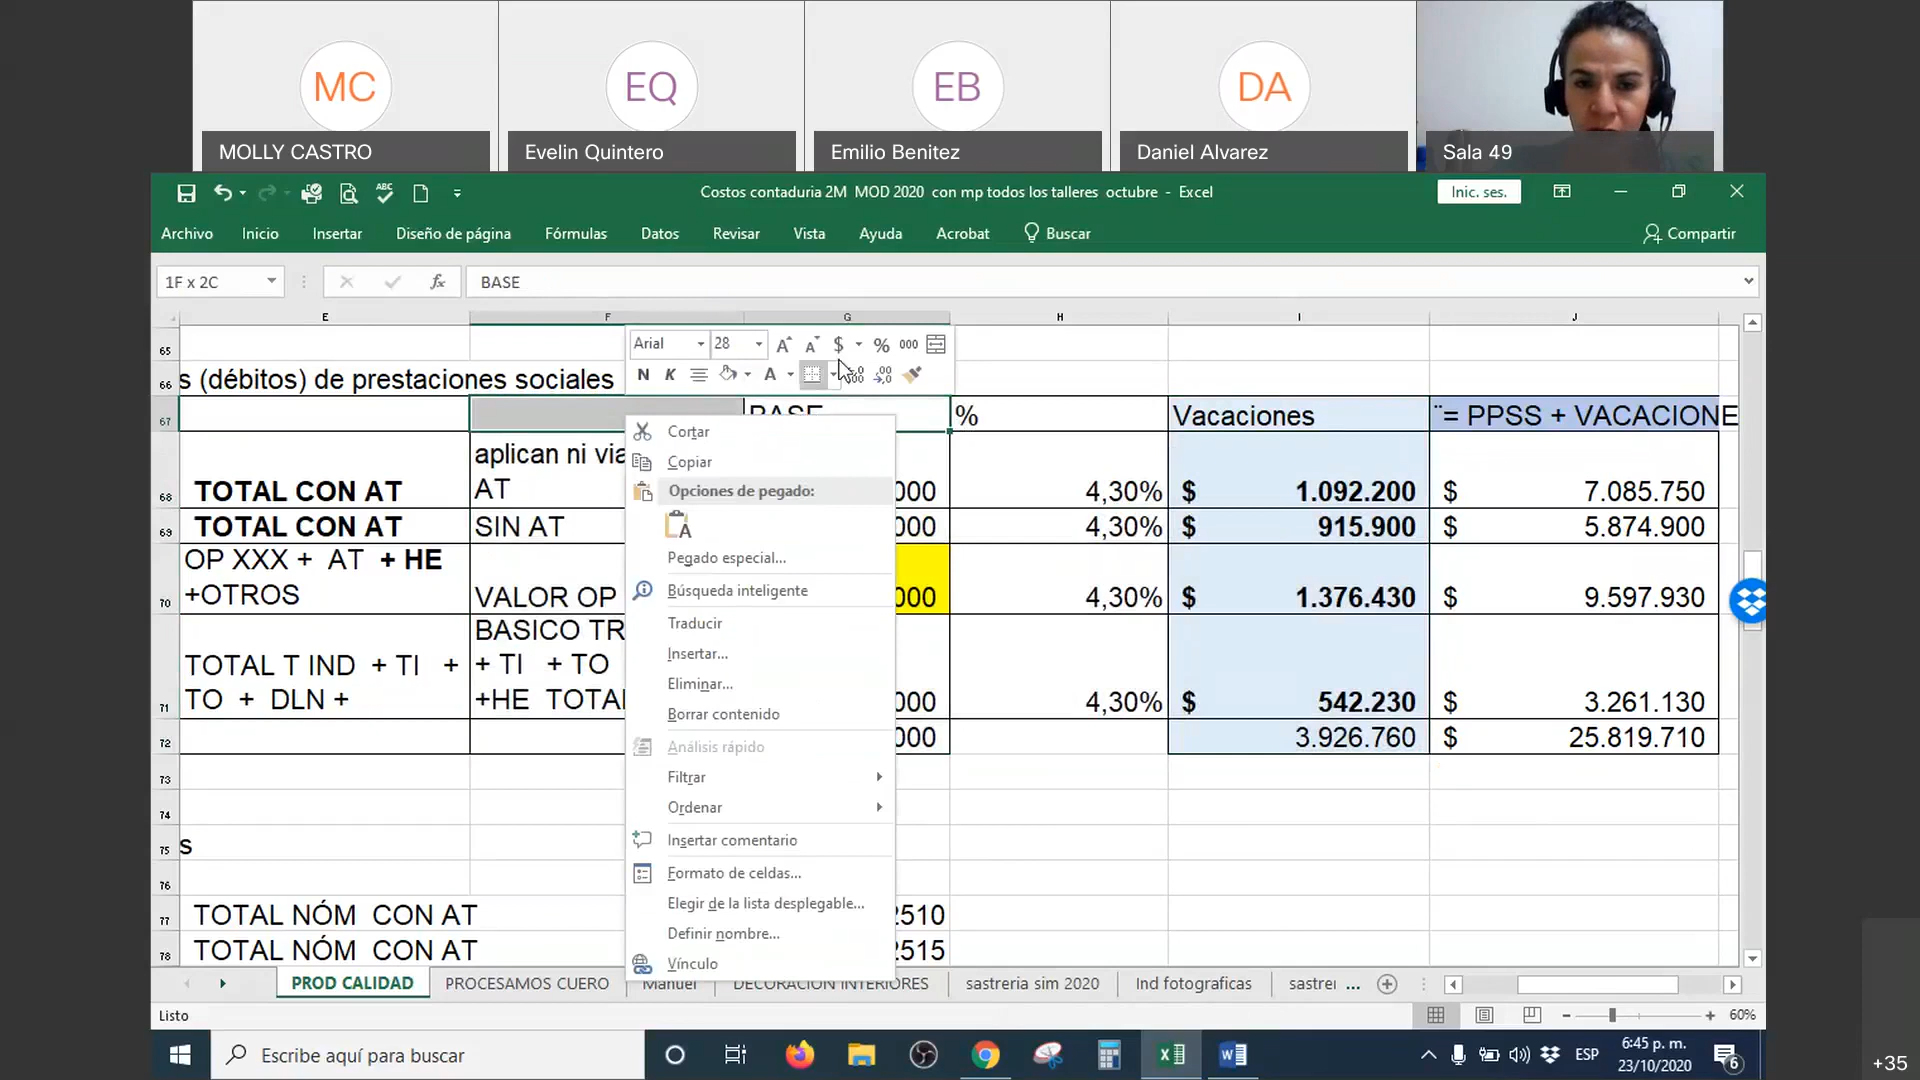 MC
EQ
EB
DA
MOLLY CASTRO
Evelin Quintero
Emilio Benitez
Daniel Alvarez
Sala 49
Costos contaduria 2M MOD 2020 con mp todos los talleres octubre - Excel
Inic. ses.
Archivo
Inicio
Insertar
Diseño de página
Fórmulas
Datos
Revisar
Vista
Ayuda
Acrobat
Buscar
Compartir
1F x 2C
fx
BASE
E
F
G
H
I
J
Arial
28
$
%
000
N
K
A
65
66
s (débitos) de prestaciones sociales
67
BASE
%
Vacaciones
¨= PPSS + VACACIONE
68
TOTAL CON AT
aplican ni via
AT
000
4,30%
$ 1.092.200
$ 7.085.750
69
TOTAL CON AT
SIN AT
000
4,30%
$ 915.900
$ 5.874.900
70
OP XXX + AT + HE
+OTROS
VALOR OP
000
4,30%
$ 1.376.430
$ 9.597.930
71
TOTAL T IND + TI +
TO + DLN +
BASICO TR
+ TI + TO
+HE TOTA
000
4,30%
$ 542.230
$ 3.261.130
72
000
3.926.760
$ 25.819.710
73
74
75
s
76
77
TOTAL NÓM CON AT
2510
78
TOTAL NÓM CON AT
2515
Cortar
Copiar
Opciones de pegado:
Pegado especial...
Búsqueda inteligente
Traducir
Insertar...
Eliminar...
Borrar contenido
Análisis rápido
Filtrar
Ordenar
Insertar comentario
Formato de celdas...
Elegir de la lista desplegable...
Definir nombre...
Vínculo
PROD CALIDAD
PROCESAMOS CUERO
Manuel
DECORACION INTERIORES
sastreria sim 2020
Ind fotograficas
sastrei ...
Listo
60%
Escribe aquí para buscar
ESP
6:45 p. m.
23/10/2020
6
+35